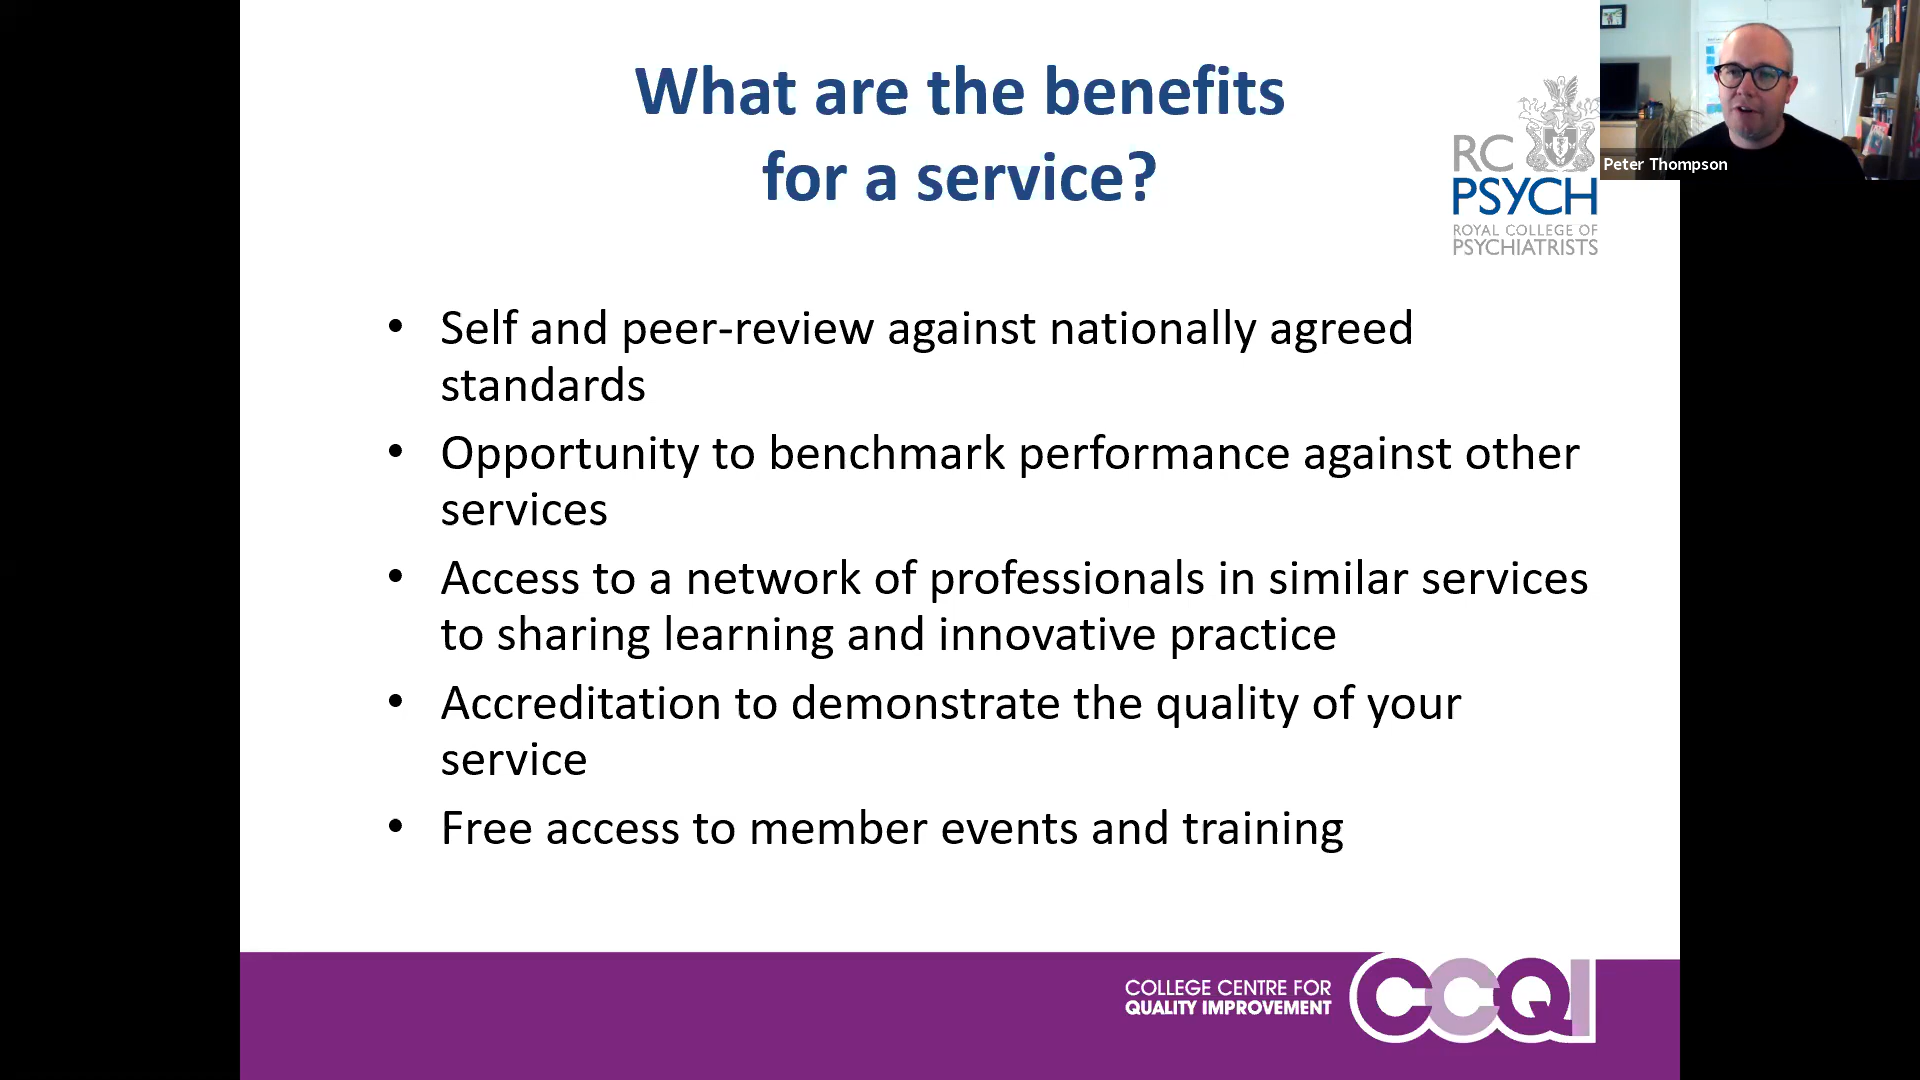 What are the benefits
for a service?
RC
PSYCH
ROYAL COLLEGE OF
PSYCHIATRISTS
Peter Thompson
• Self and peer-review against nationally agreed
standards
• Opportunity to benchmark performance against other
services
• Access to a network of professionals in similar services
to sharing learning and innovative practice
• Accreditation to demonstrate the quality of your
service
• Free access to member events and training
COLLEGE CENTRE FOR
QUALITY IMPROVEMENT
CCQI